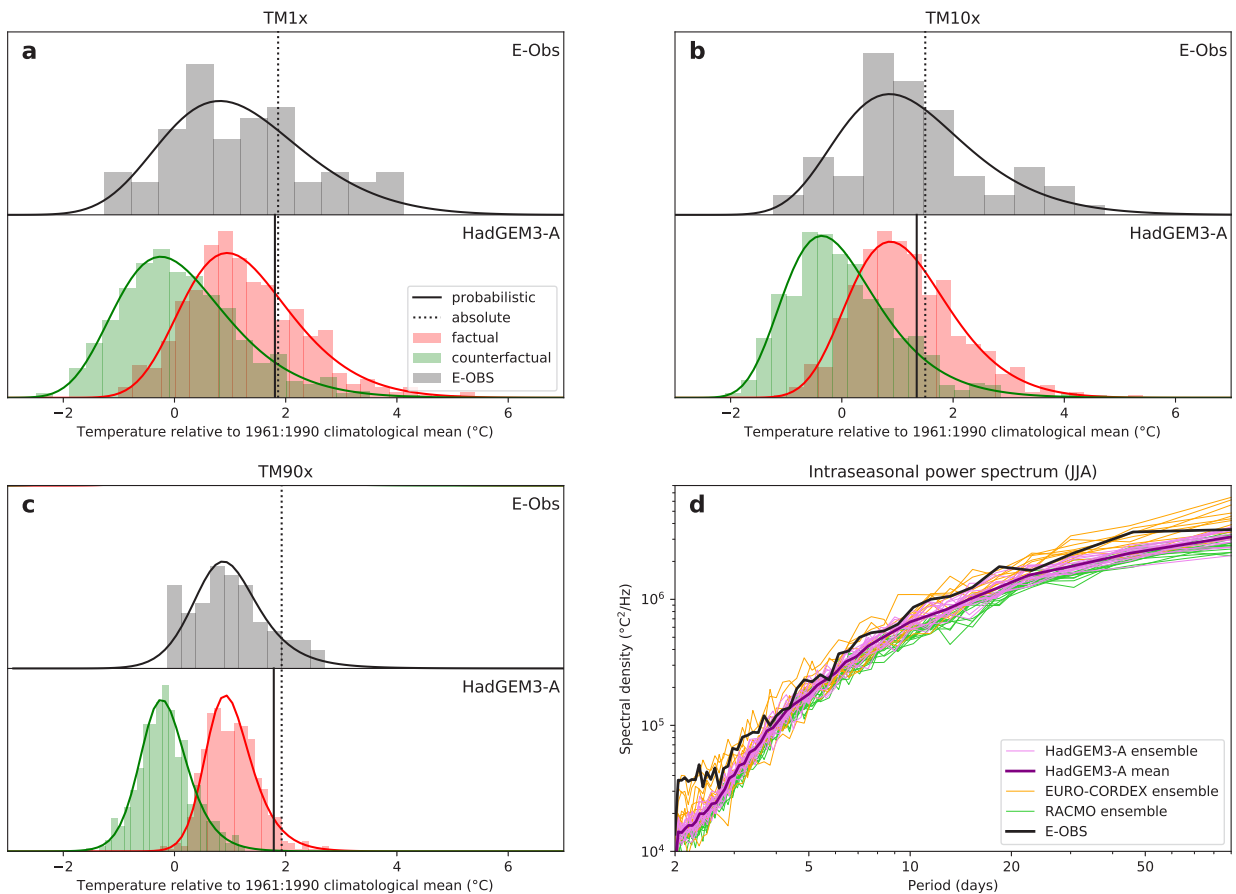 TM1x
a
E-Obs
HadGEM3-A
probabilistic
absolute
factual
counterfactual
E-OBS
−2 0 2 4 6
Temperature relative to 1961:1990 climatological mean (°C)
TM10x
b
E-Obs
HadGEM3-A
−2 0 2 4 6
Temperature relative to 1961:1990 climatological mean (°C)
TM90x
c
E-Obs
HadGEM3-A
−2 0 2 4 6
Temperature relative to 1961:1990 climatological mean (°C)
Intraseasonal power spectrum (JJA)
d
Spectral density (°C²/Hz)
10⁶
10⁵
10⁴
HadGEM3-A ensemble
HadGEM3-A mean
EURO-CORDEX ensemble
RACMO ensemble
E-OBS
2 5 10 20 50
Period (days)